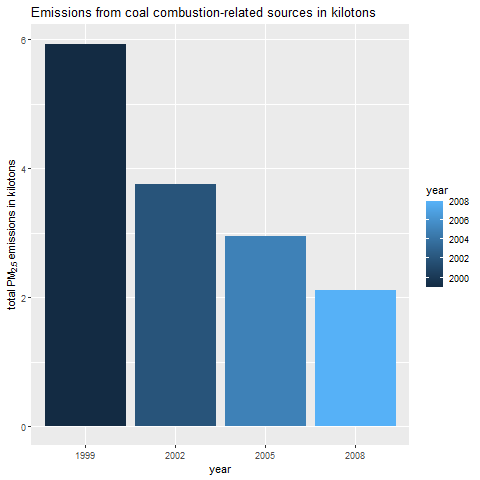 Emissions from coal combustion-related sources in kilotons
total PM2.5 emissions in kilotons
6
4
2
0
1999 2002 2005 2008
year
year
2008
2006
2004
2002
2000